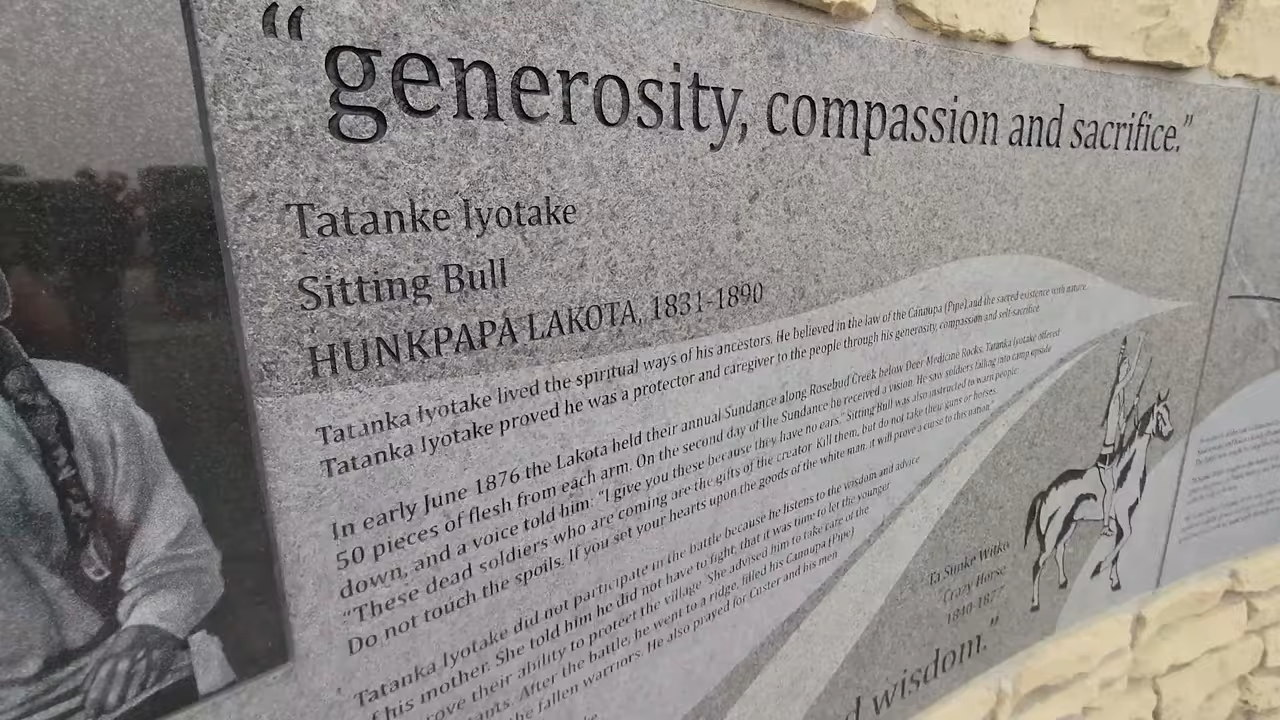 “generosity, compassion and sacrifice.”
Tatanke Iyotake
Sitting Bull
HUNKPAPA LAKOTA, 1831-1890
Tatanka Iyotake lived the spiritual ways of his ancestors. He believed in the law of the Cannupa (Pipe) and the sacred existence with nature.
Tatanka Iyotake proved he was a protector and caregiver to the people through his generosity, compassion and self-sacrifice
In early June 1876 the Lakota held their annual Sundance along Rosebud Creek below Deer Medicine Rocks. Tatanka Iyotake offered
50 pieces of flesh from each arm. On the second day of the Sundance he received a vision. He saw soldiers falling into camp upside
down, and a voice told him "I give you these because they have no ears." Sitting Bull was also instructed to warn people:
"These dead soldiers who are coming are the gifts of the creator. Kill them, but do not take their guns or horses.
Do not touch the spoils. If you set your hearts upon the goods of the white man, it will prove a curse to this nation"
Tatanka Iyotake did not participate in the battle because he listens to the wisdom and advice
his mother. She told him he did not have to fight, that it was time to let the younger
their ability to protect the village. She advised him to take care of the
After the battle, he went to a ridge, filled his Cannupa (Pipe)
the fallen warriors. He also prayed for Custer and his men
Ta Sunke Witko
"Crazy Horse"
1840-1877
wisdom.”